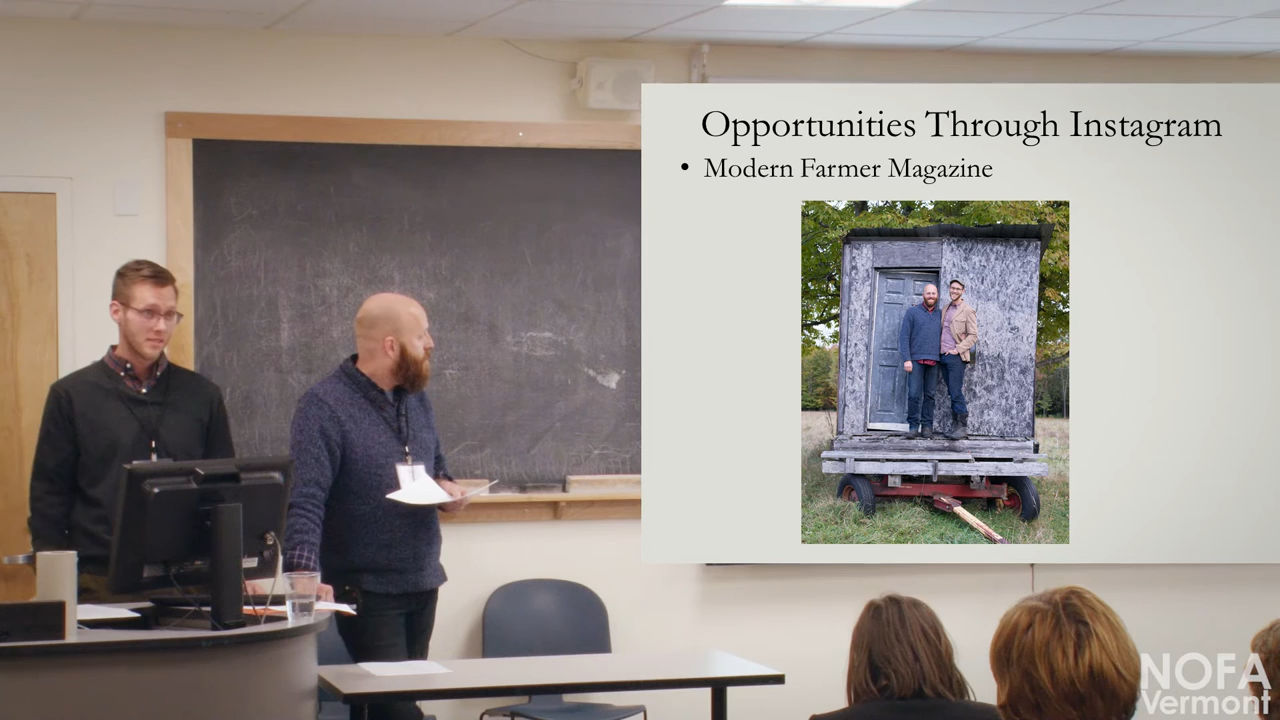 Opportunities Through Instagram
• Modern Farmer Magazine
NOFA
Vermont